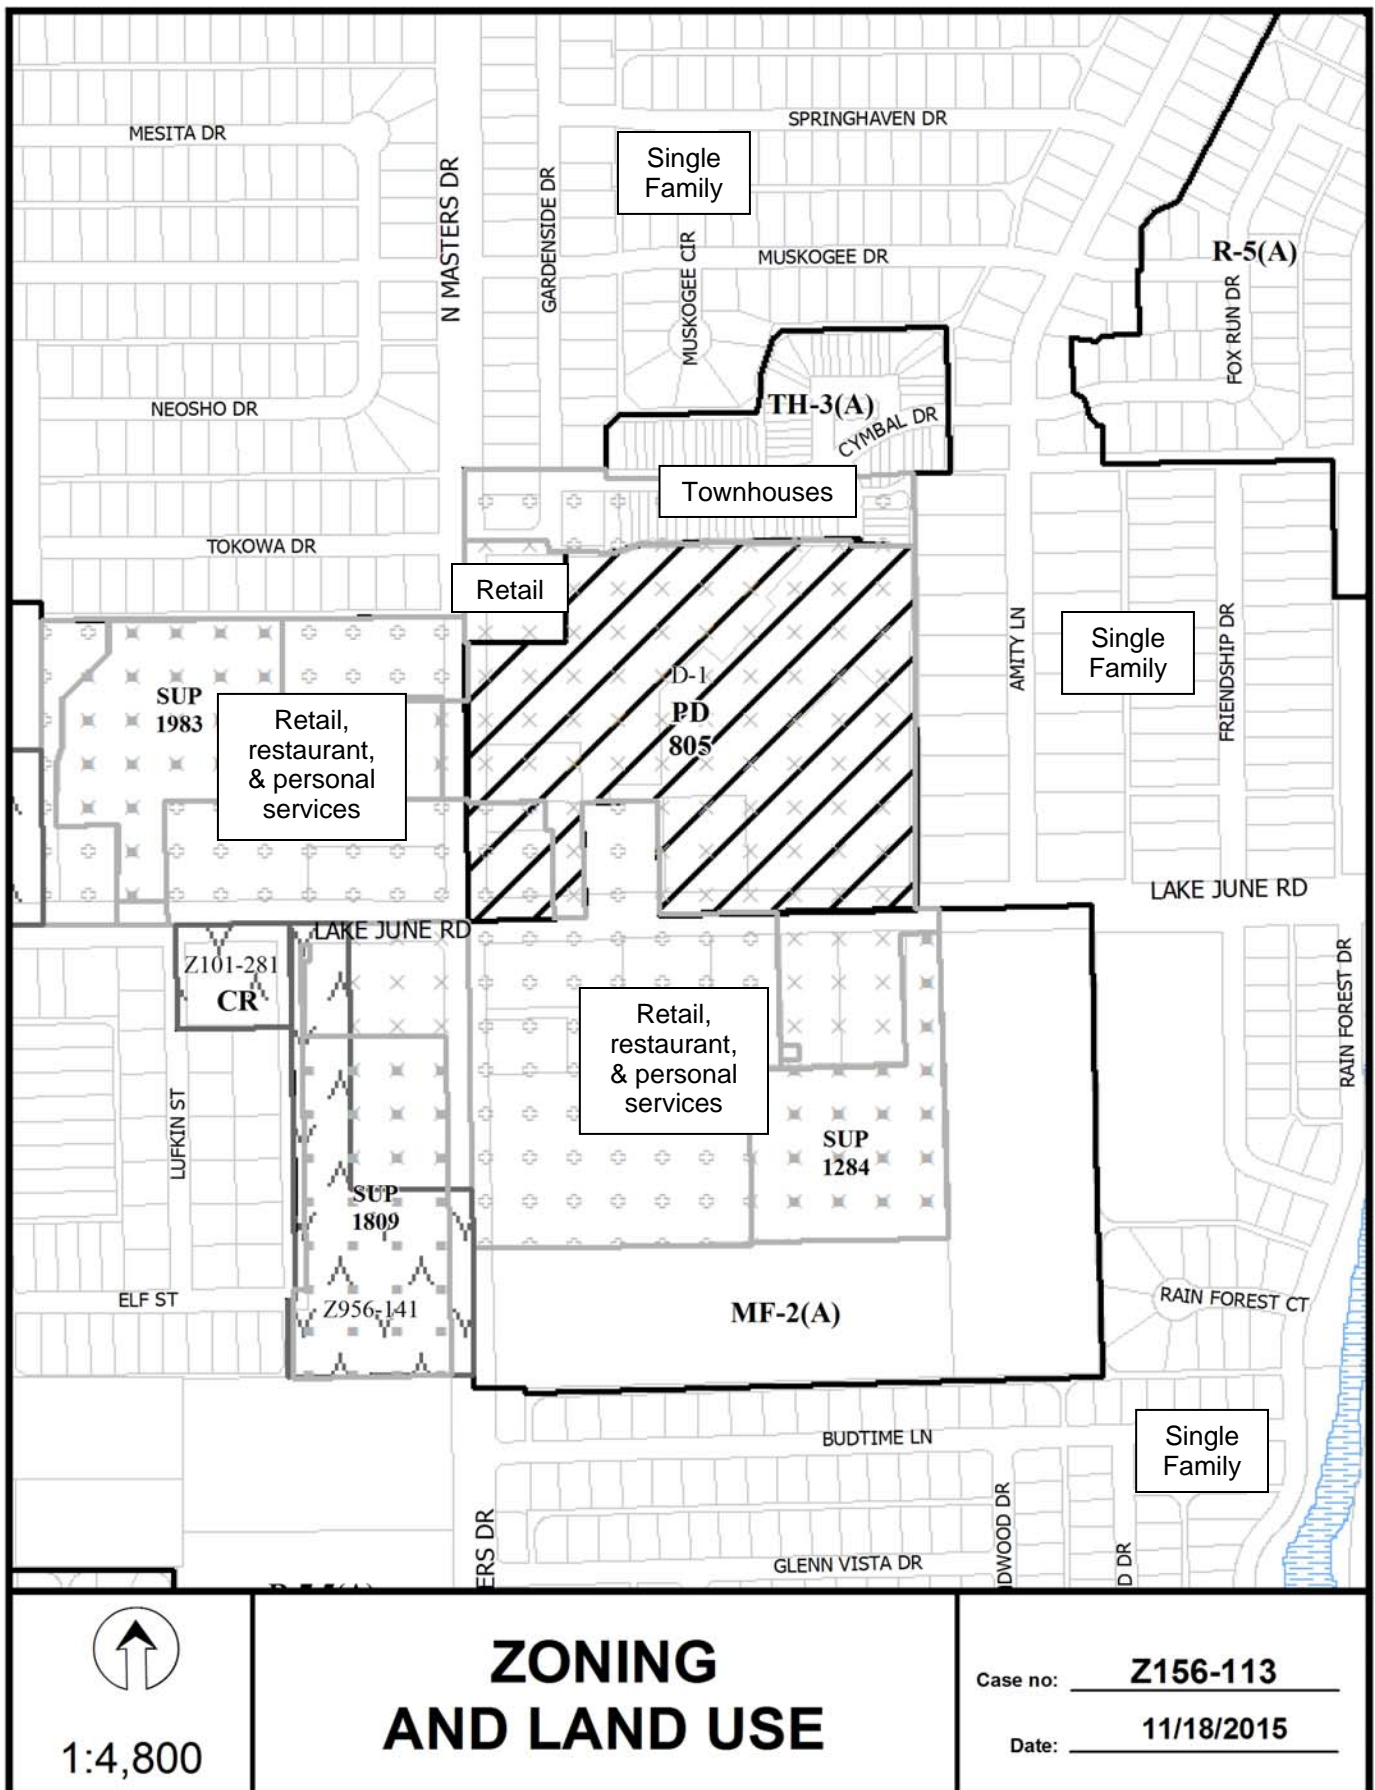 MESITA DR
SPRINGHAVEN DR
Single
Family
N MASTERS DR
GARDENSIDE DR
MUSKOGEE CIR
MUSKOGEE DR
R-5(A)
FOX RUN DR
NEOSHO DR
TH-3(A)
CYMBAL DR
Townhouses
TOKOWA DR
Retail
AMITY LN
FRIENDSHIP DR
Single
Family
D-1
PD
805
SUP
1983
Retail,
restaurant,
& personal
services
LAKE JUNE RD
LAKE JUNE RD
Z101-281
CR
RAIN FOREST DR
Retail,
restaurant,
& personal
services
LUFKIN ST
SUP
1284
SUP
1809
ELF ST
Z956-141
MF-2(A)
RAIN FOREST CT
BUDTIME LN
Single
Family
ERS DR
GLENN VISTA DR
DWOOD DR
D DR
1:4,800
ZONING
AND LAND USE
Case no: Z156-113
Date: 11/18/2015